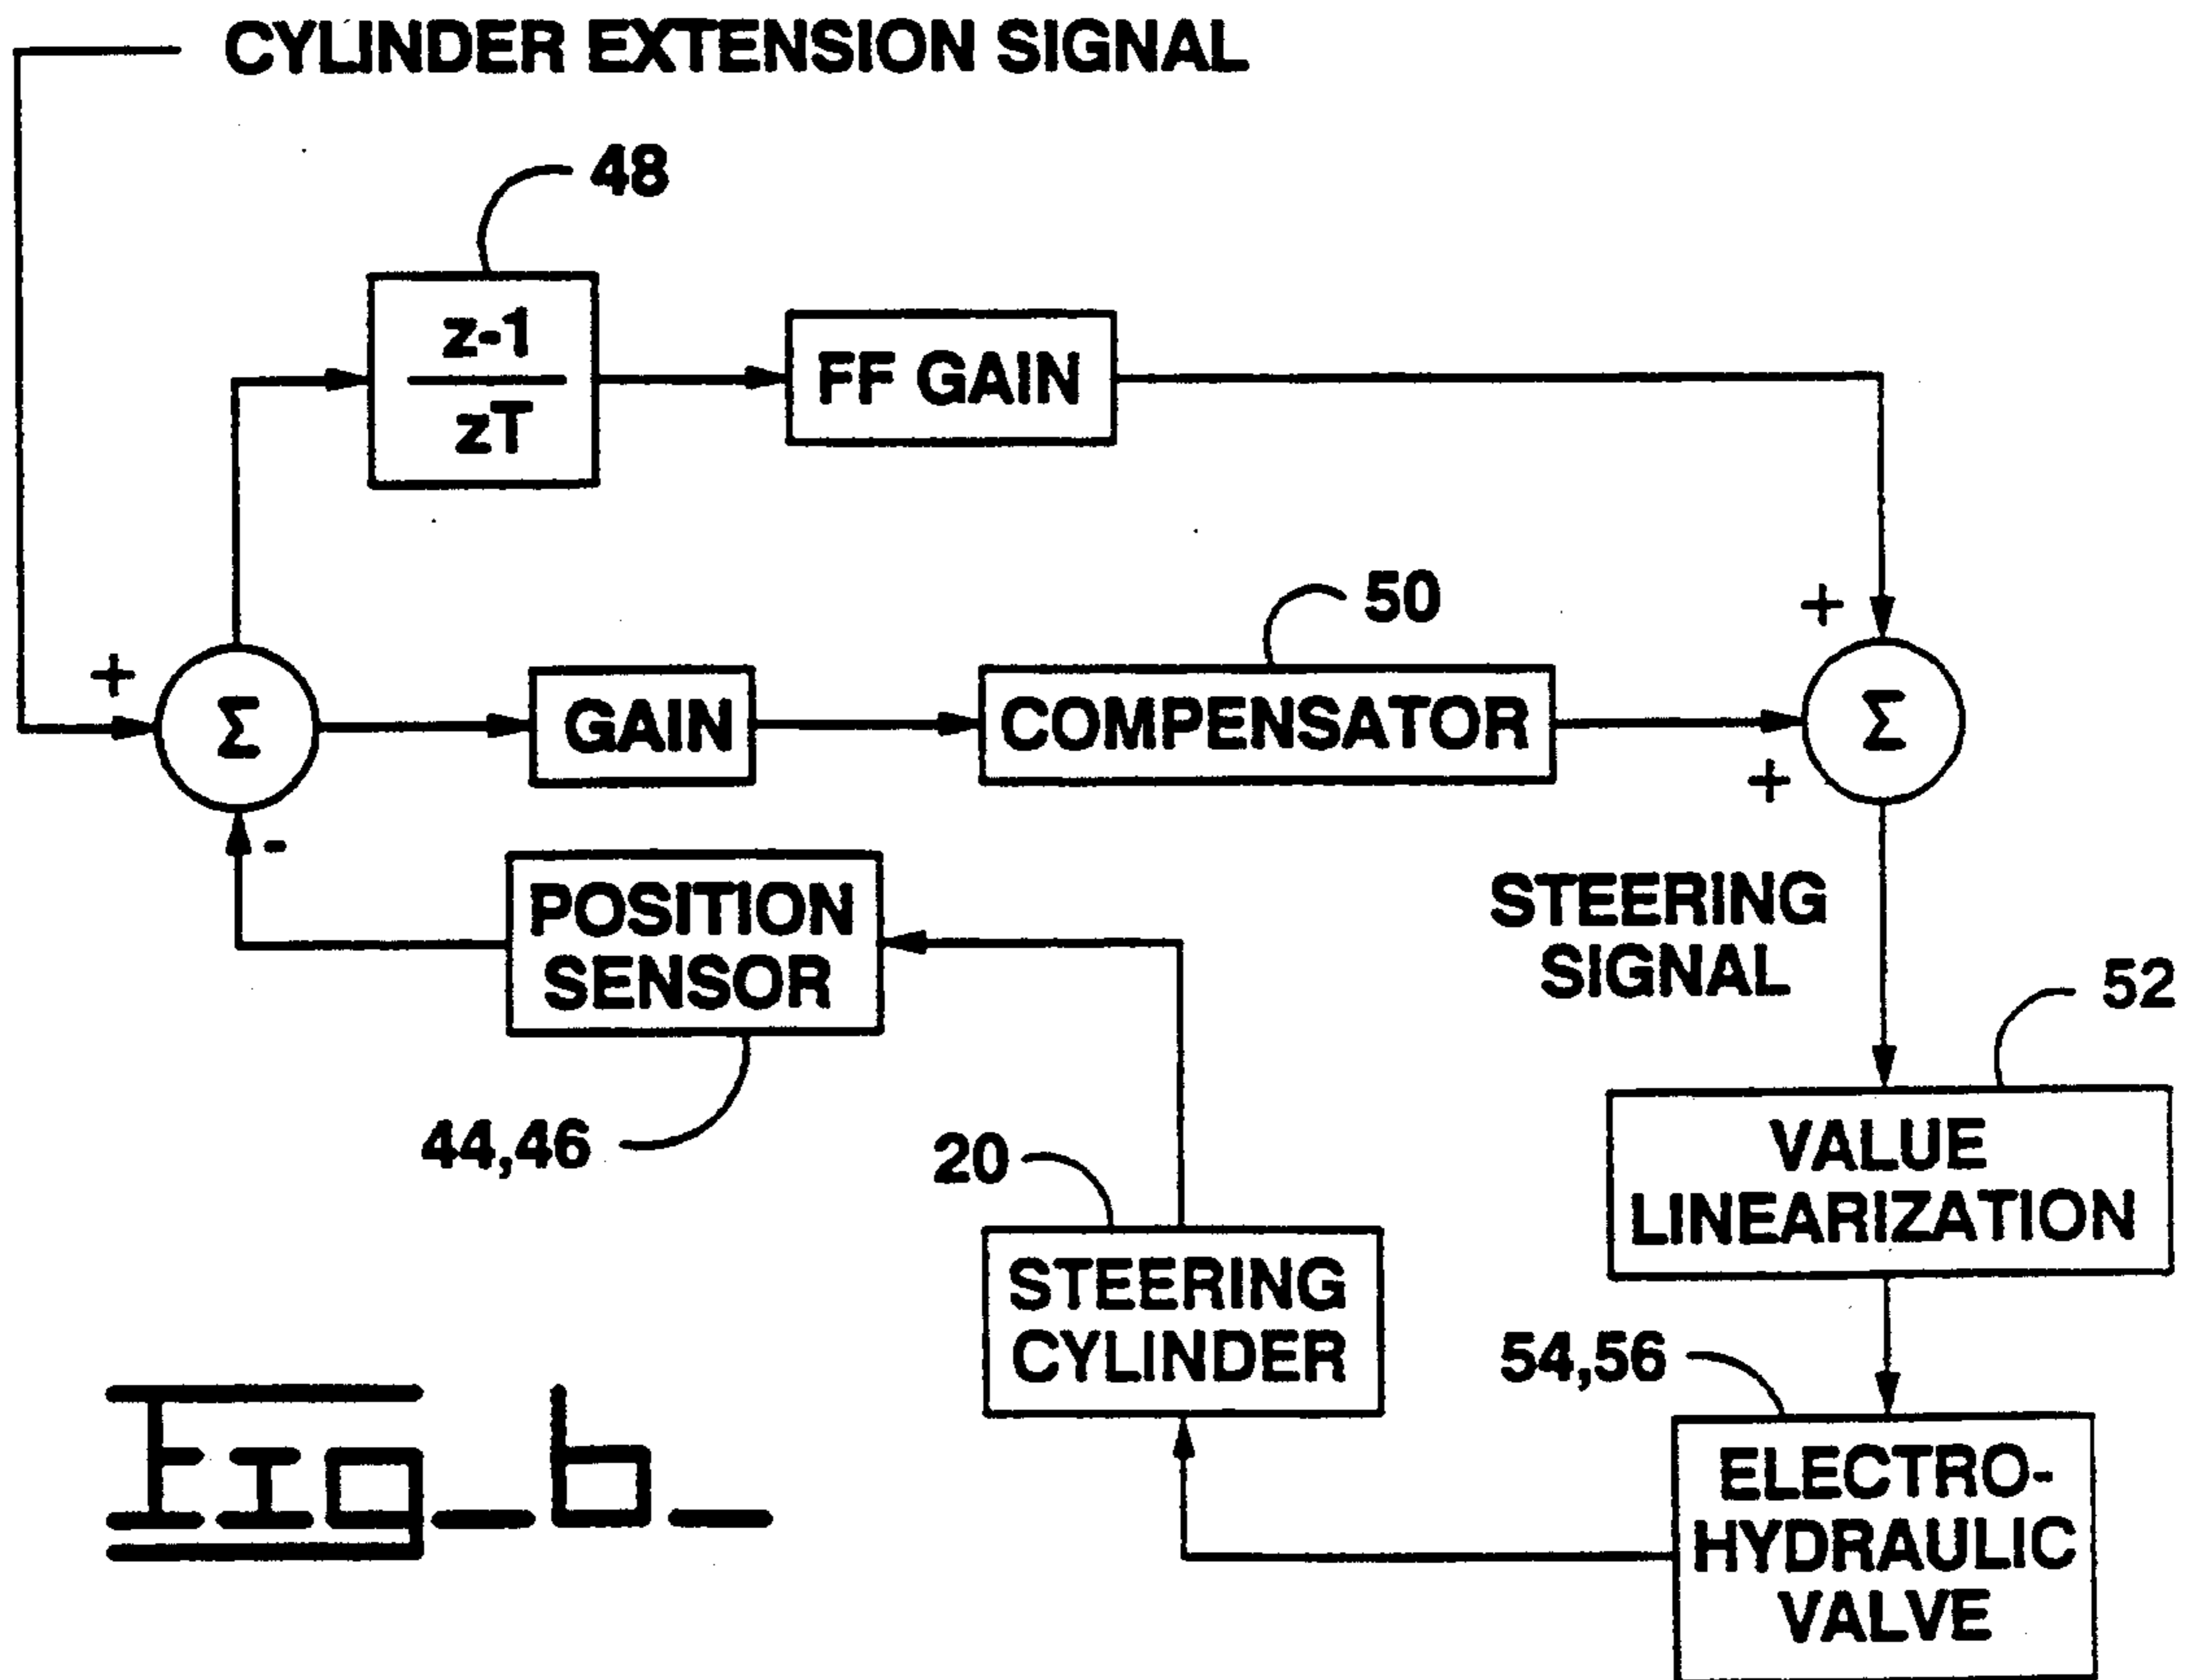 CYLINDER EXTENSION SIGNAL
48
z-1
zT
FF GAIN
50
+
+
Σ
GAIN
COMPENSATOR
Σ
+
-
POSITION
SENSOR
STEERING
SIGNAL
52
44,46
20
VALUE
LINEARIZATION
STEERING
CYLINDER
54,56
ELECTRO-
HYDRAULIC
VALVE
Fig_6_